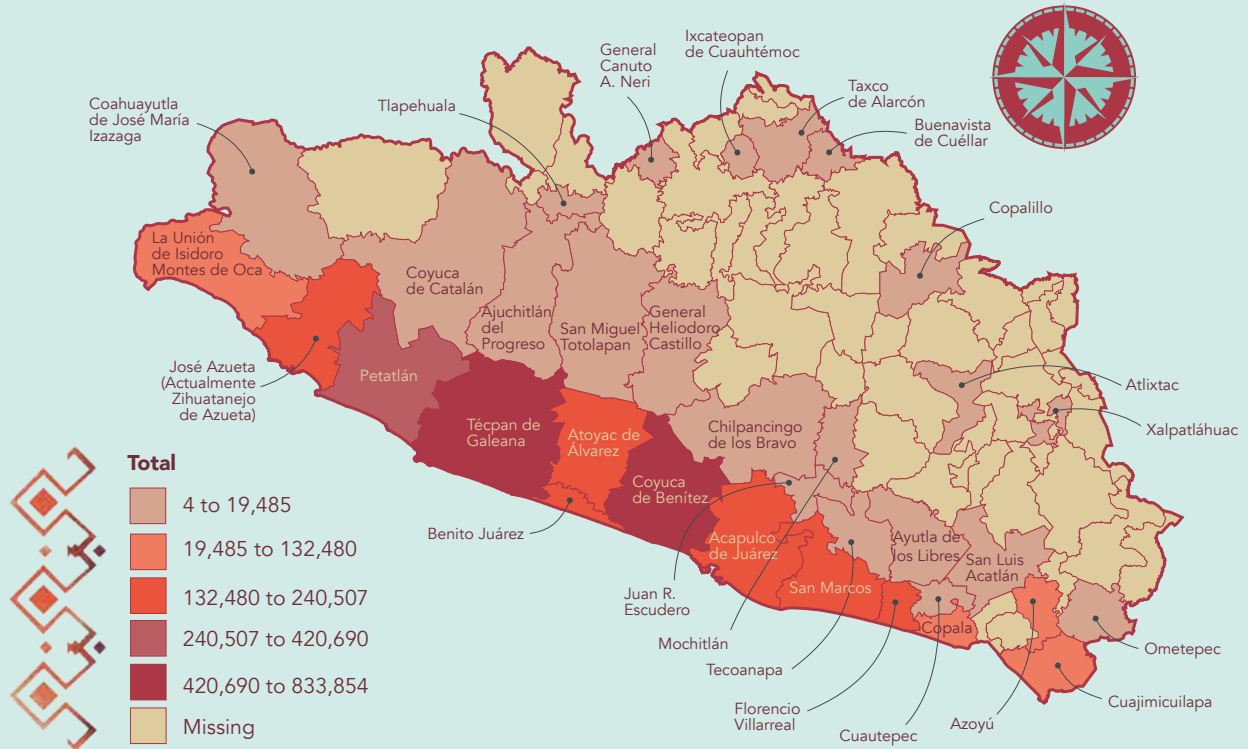 General
Canuto
A. Neri
Ixcateopan
de Cuauhtémoc
Taxco
de Alarcón
Buenavista
de Cuéllar
Tlapehuala
Coahuayutla
de José María
Izazaga
Copalillo
La Unión
de Isidoro
Montes de Oca
Coyuca
de Catalán
Ajuchitlán
del
Progreso
San Miguel
Totolapan
General
Heliodoro
Castillo
José Azueta
(Actualmente
Zihuatanejo
de Azueta)
Petatlán
Atlixtac
Xalpatláhuac
Técpan de
Galeana
Atoyac de
Álvarez
Chilpancingo
de los Bravo
Coyuca
de Benítez
Benito Juárez
Acapulco
de Juárez
Ayutla de
los Libres
San Luis
Acatlán
San Marcos
Juan R.
Escudero
Copala
Mochitlán
Tecoanapa
Florencio
Villarreal
Cuautepec
Azoyú
Ometepec
Cuajimicuilapa
Total
4 to 19,485
19,485 to 132,480
132,480 to 240,507
240,507 to 420,690
420,690 to 833,854
Missing